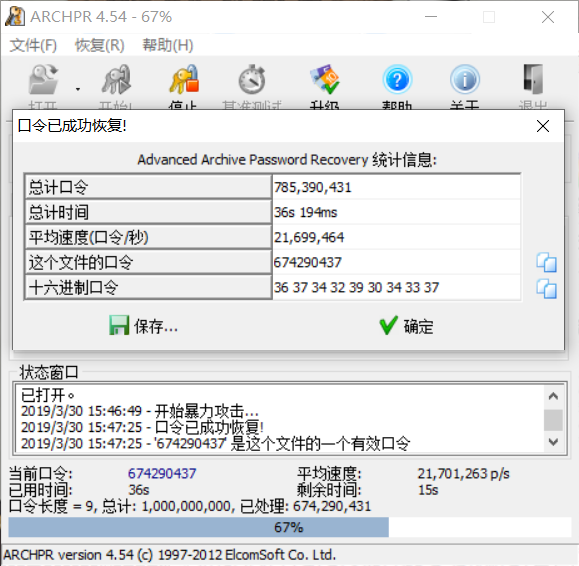 ARCHPR 4.54 - 67%
文件(F) 恢复(R) 帮助(H)
打开 开始! 停止 基准测试 升级 帮助 关于 退出
口令已成功恢复!
Advanced Archive Password Recovery 统计信息:
总计口令 785,390,431
总计时间 36s 194ms
平均速度(口令/秒) 21,699,464
这个文件的口令 674290437
十六进制口令 36 37 34 32 39 30 34 33 37
保存... 确定
状态窗口
已打开。
2019/3/30 15:46:49 - 开始暴力攻击...
2019/3/30 15:47:25 - 口令已成功恢复!
2019/3/30 15:47:25 - '674290437' 是这个文件的一个有效口令
当前口令: 674290437 平均速度: 21,701,263 p/s
已用时间: 36s 剩余时间: 15s
口令长度 = 9, 总计: 1,000,000,000, 已处理: 674,290,431
67%
ARCHPR version 4.54 (c) 1997-2012 ElcomSoft Co. Ltd.